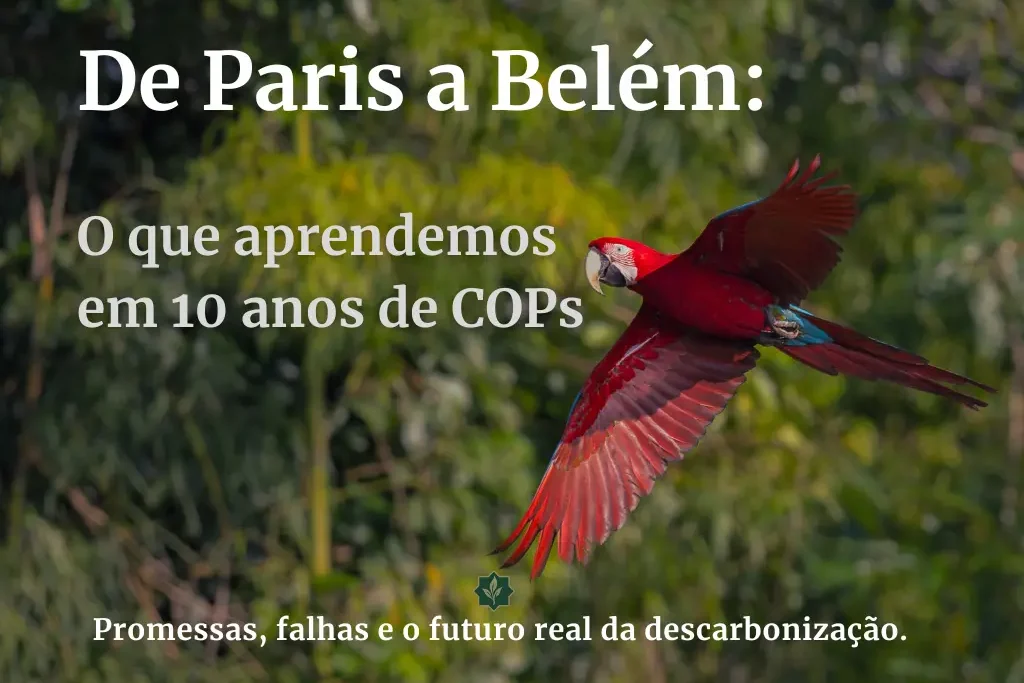 De Paris a Belém:
O que aprendemos
em 10 anos de COPs
Promessas, falhas e o futuro real da descarbonização.